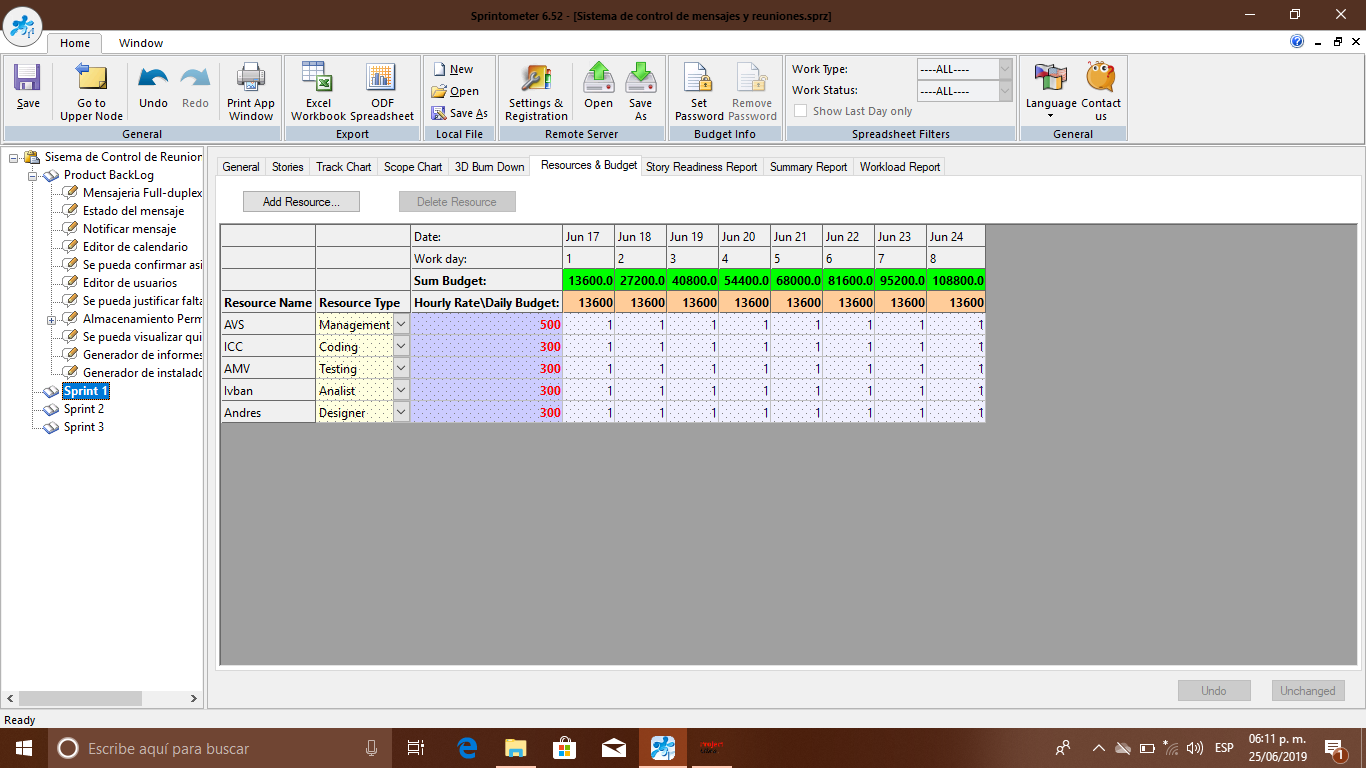 Sprintometer 6.52 - [Sistema de control de mensajes y reuniones.sprz]
Home Window
Save Go to Upper Node Undo Redo Print App Window
General
Excel Workbook ODF Spreadsheet
Export
New
Open
Save As
Local File
Settings & Registration Open Save As
Remote Server
Set Password Remove Password
Budget Info
Work Type: ----ALL----
Work Status: ----ALL----
Show Last Day only
Spreadsheet Filters
Language Contact us
General
Sisema de Control de Reunion
Product BackLog
Mensajeria Full-duplex
Estado del mensaje
Notificar mensaje
Editor de calendario
Se pueda confirmar asi
Editor de usuarios
Se pueda justificar falta
Almacenamiento Perm
Se pueda visualizar qui
Generador de informes
Generador de instalado
Sprint 1
Sprint 2
Sprint 3
General Stories Track Chart Scope Chart 3D Burn Down Resources & Budget Story Readiness Report Summary Report Workload Report
Add Resource... Delete Resource
Date: Jun 17 Jun 18 Jun 19 Jun 20 Jun 21 Jun 22 Jun 23 Jun 24
Work day: 1 2 3 4 5 6 7 8
Sum Budget: 13600.0 27200.0 40800.0 54400.0 68000.0 81600.0 95200.0 108800.0
Resource Name Resource Type Hourly Rate\Daily Budget: 13600 13600 13600 13600 13600 13600 13600 13600
AVS Management 500 1 1 1 1 1 1 1 1
ICC Coding 300 1 1 1 1 1 1 1 1
AMV Testing 300 1 1 1 1 1 1 1 1
Ivban Analist 300 1 1 1 1 1 1 1 1
Andres Designer 300 1 1 1 1 1 1 1 1
Undo Unchanged
Ready
Escribe aquí para buscar
ESP
06:11 p. m.
25/06/2019
1